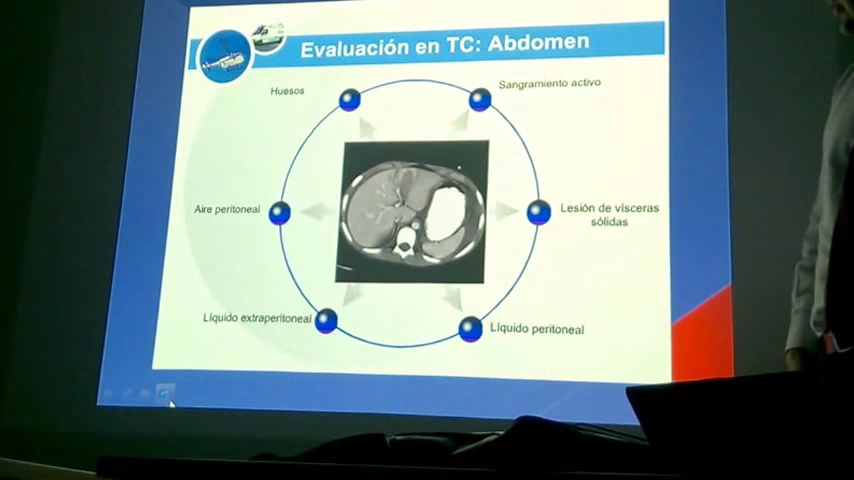 Evaluación en TC: Abdomen
Huesos
Sangramiento activo
Aire peritoneal
Lesión de vísceras
sólidas
Líquido extraperitoneal
Líquido peritoneal